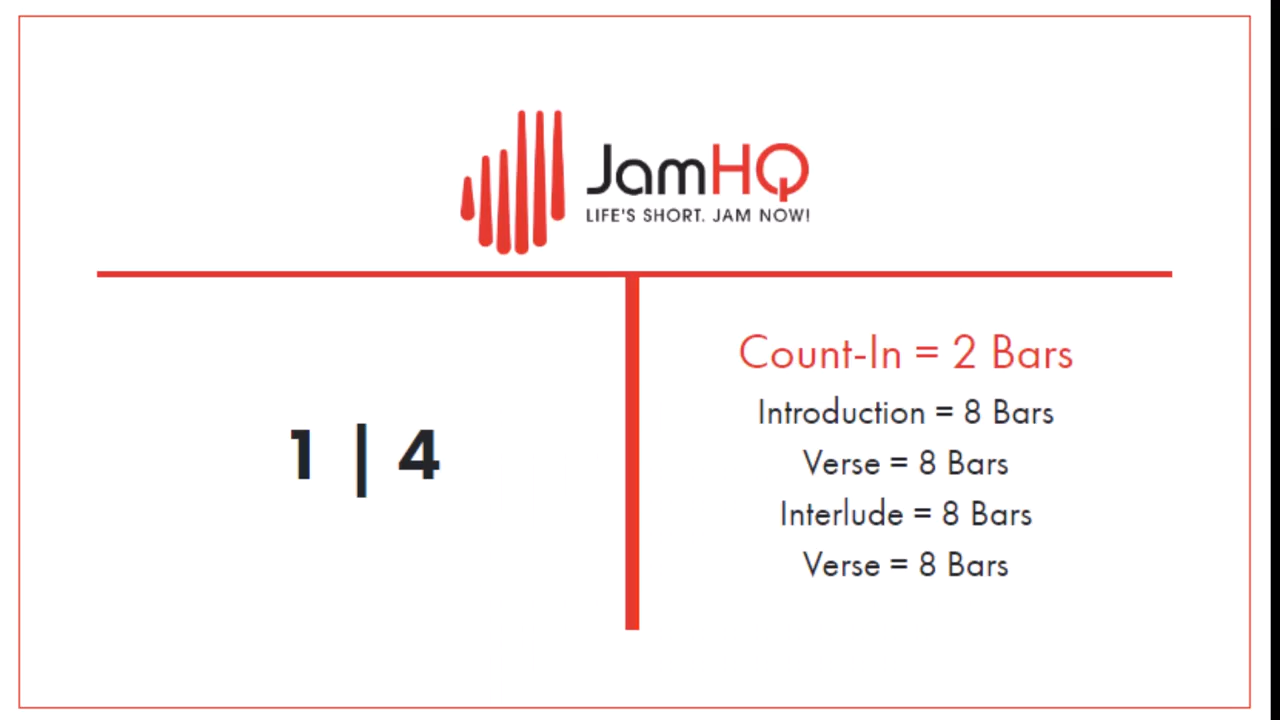 JamHQ
LIFE'S SHORT. JAM NOW!
1 | 4
Count-In = 2 Bars
Introduction = 8 Bars
Verse = 8 Bars
Interlude = 8 Bars
Verse = 8 Bars